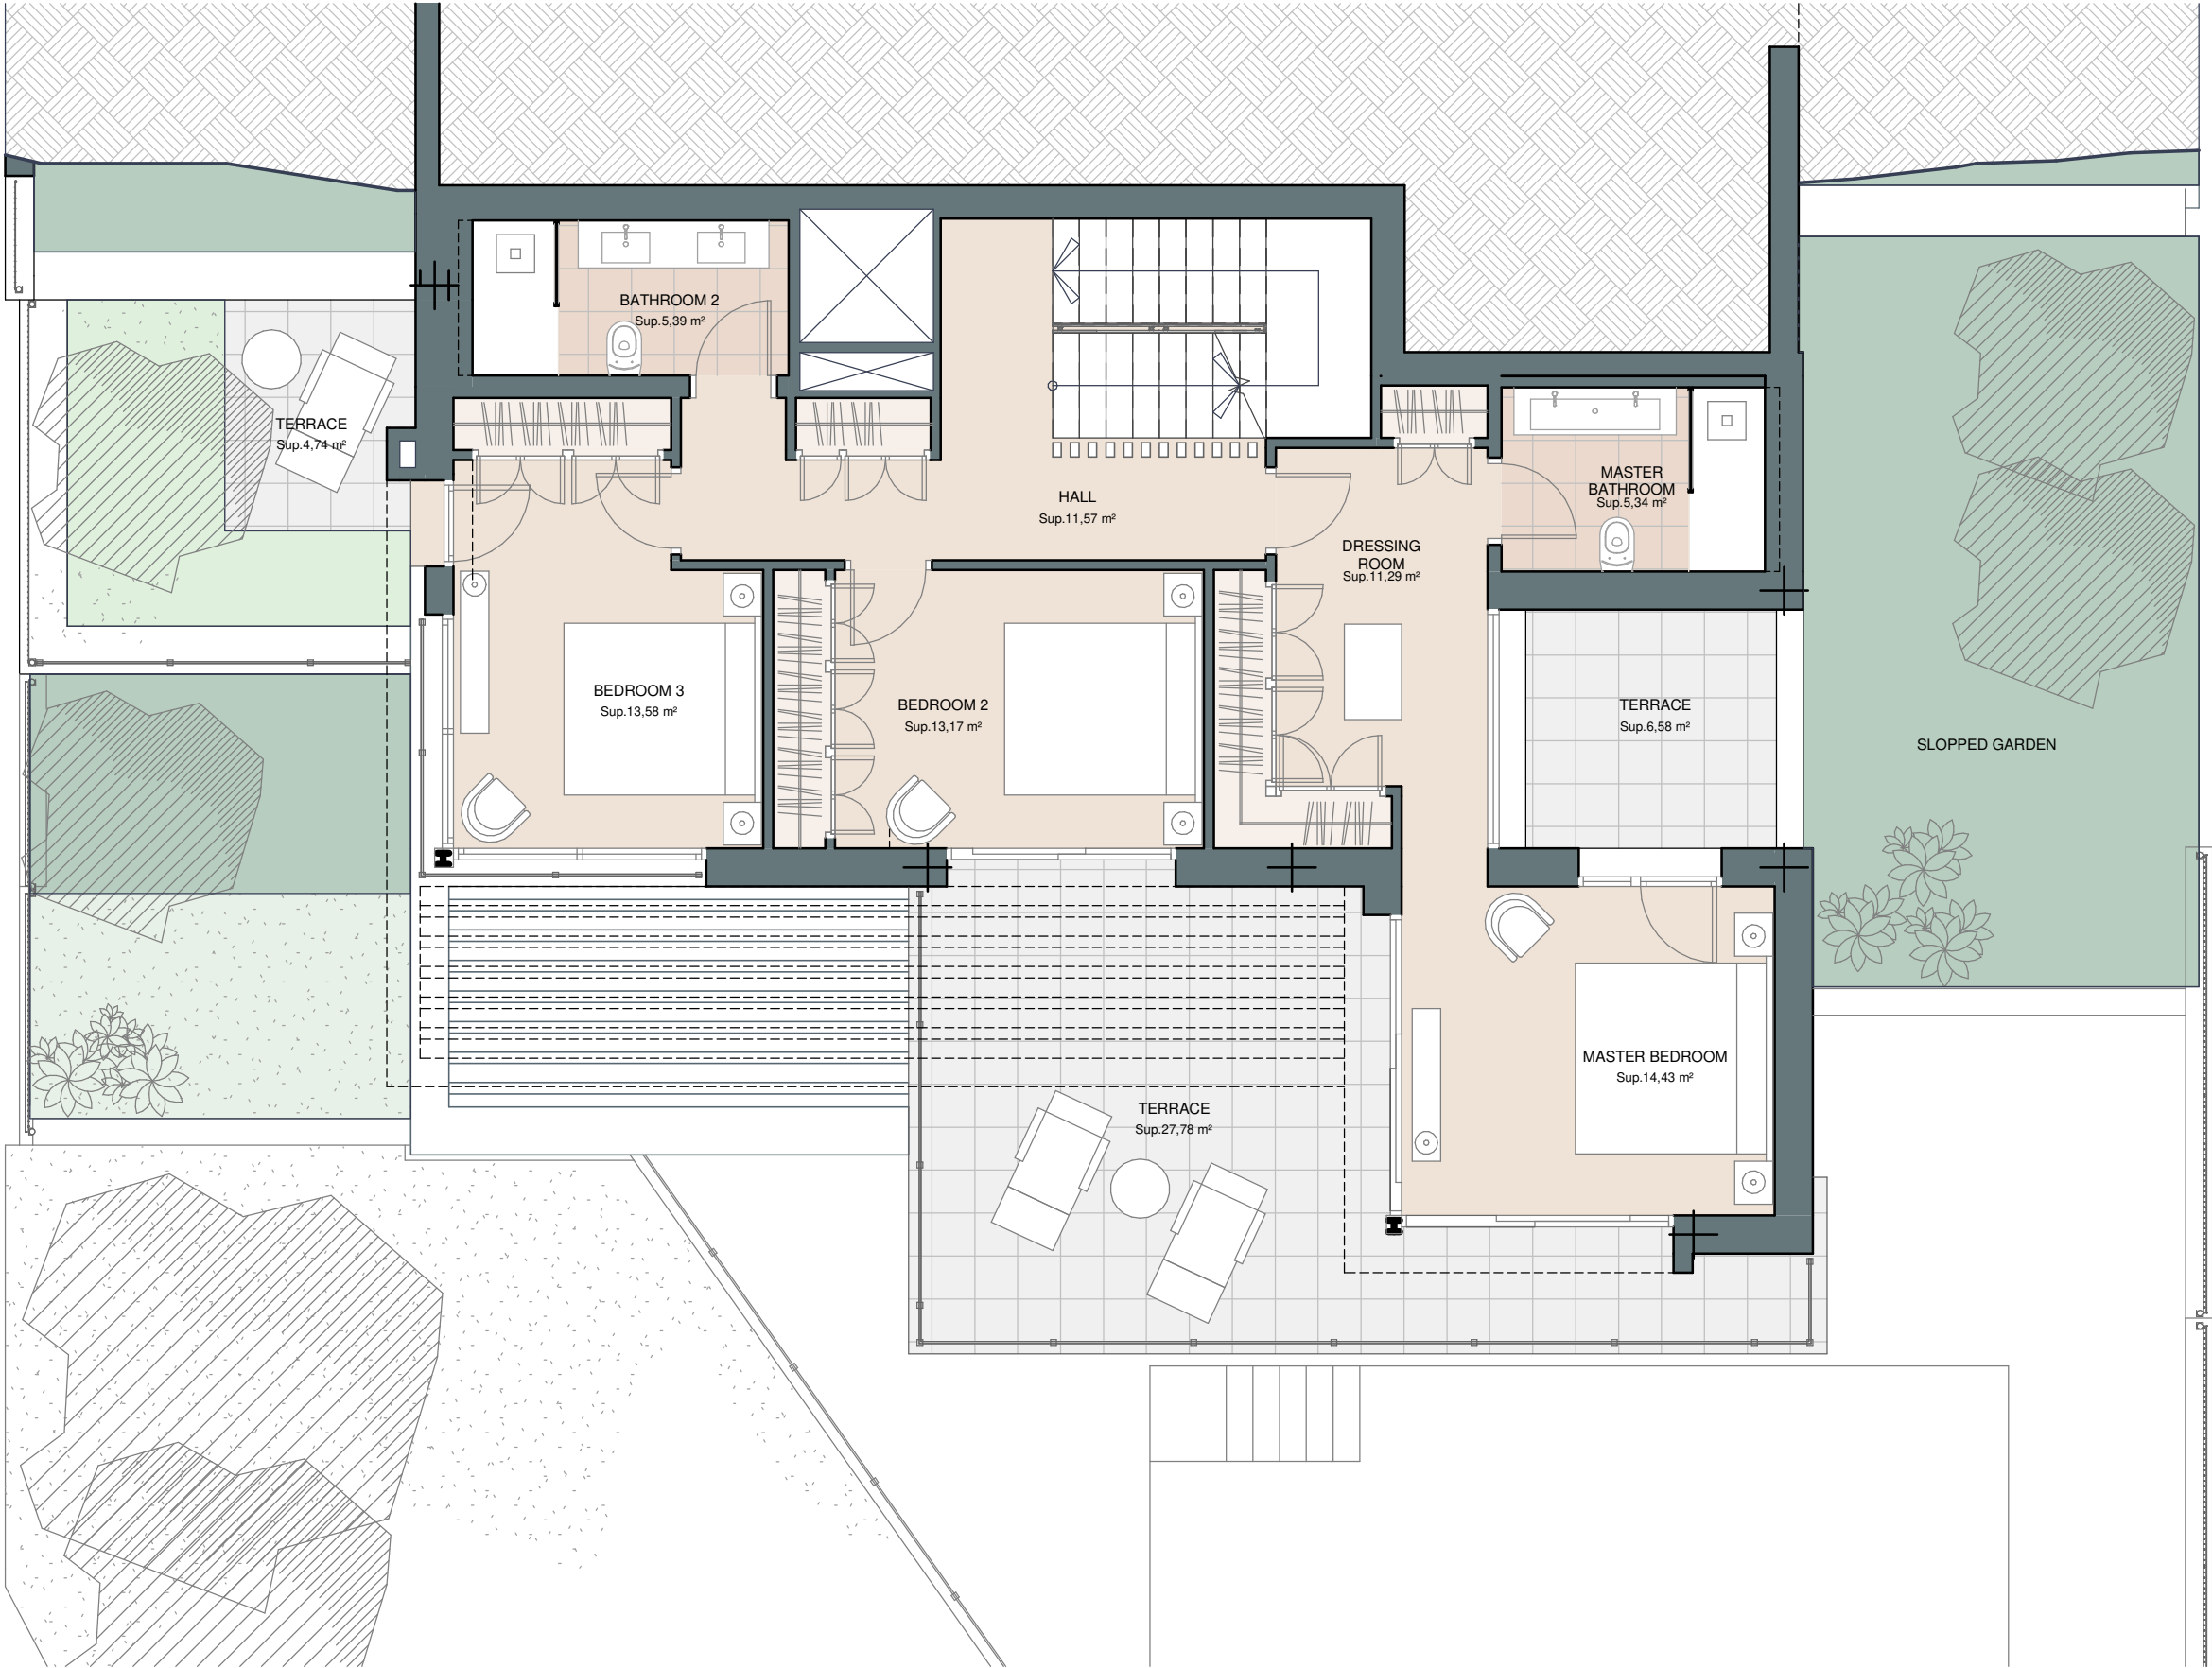 BATHROOM 2
Sup.5,39 m²
TERRACE
Sup.4,74 m²
HALL
Sup.11,57 m²
MASTER
BATHROOM
Sup.5,34 m²
DRESSING
ROOM
Sup.11,29 m²
BEDROOM 3
Sup.13,58 m²
BEDROOM 2
Sup.13,17 m²
TERRACE
Sup.6,58 m²
SLOPPED GARDEN
MASTER BEDROOM
Sup.14,43 m²
TERRACE
Sup.27,78 m²